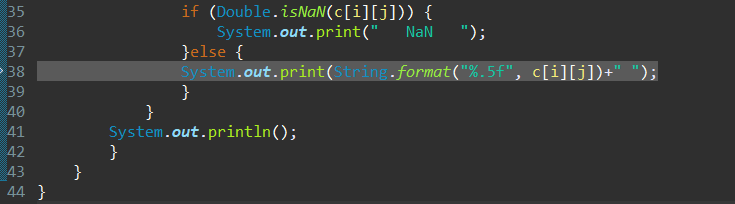 35 if (Double.isNaN(c[i][j])) {
36 System.out.print("   NaN   ");
37 }else {
38 System.out.print(String.format("%.5f", c[i][j])+" ");
39 }
40 }
41 System.out.println();
42 }
43 }
44 }